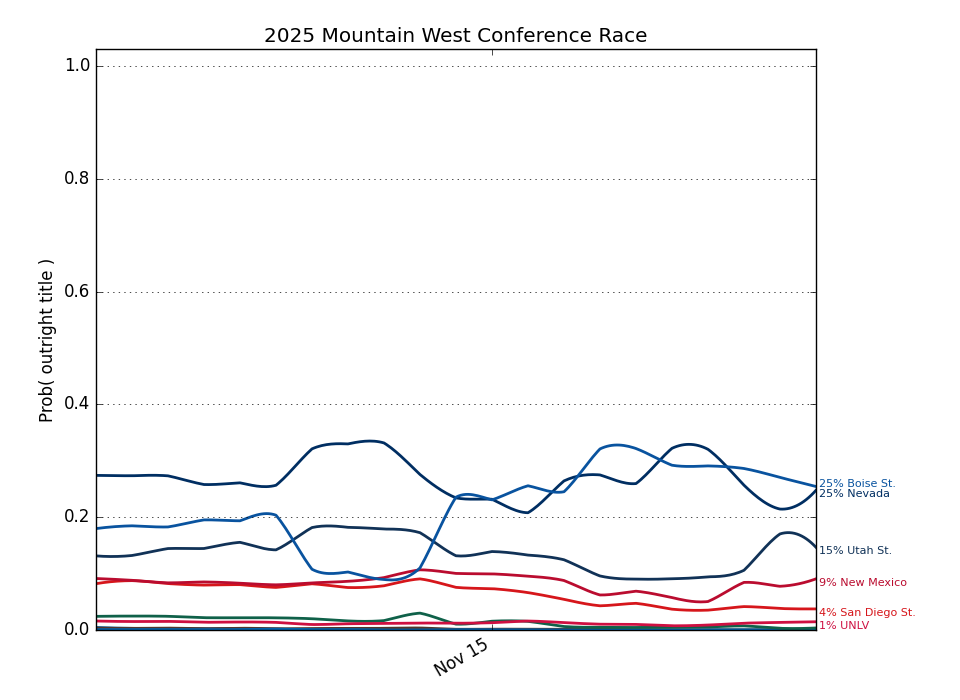 2025 Mountain West Conference Race
Prob( outright title )
1.0
0.8
0.6
0.4
0.2
0.0
Nov 15
25% Boise St.
25% Nevada
15% Utah St.
9% New Mexico
4% San Diego St.
1% UNLV